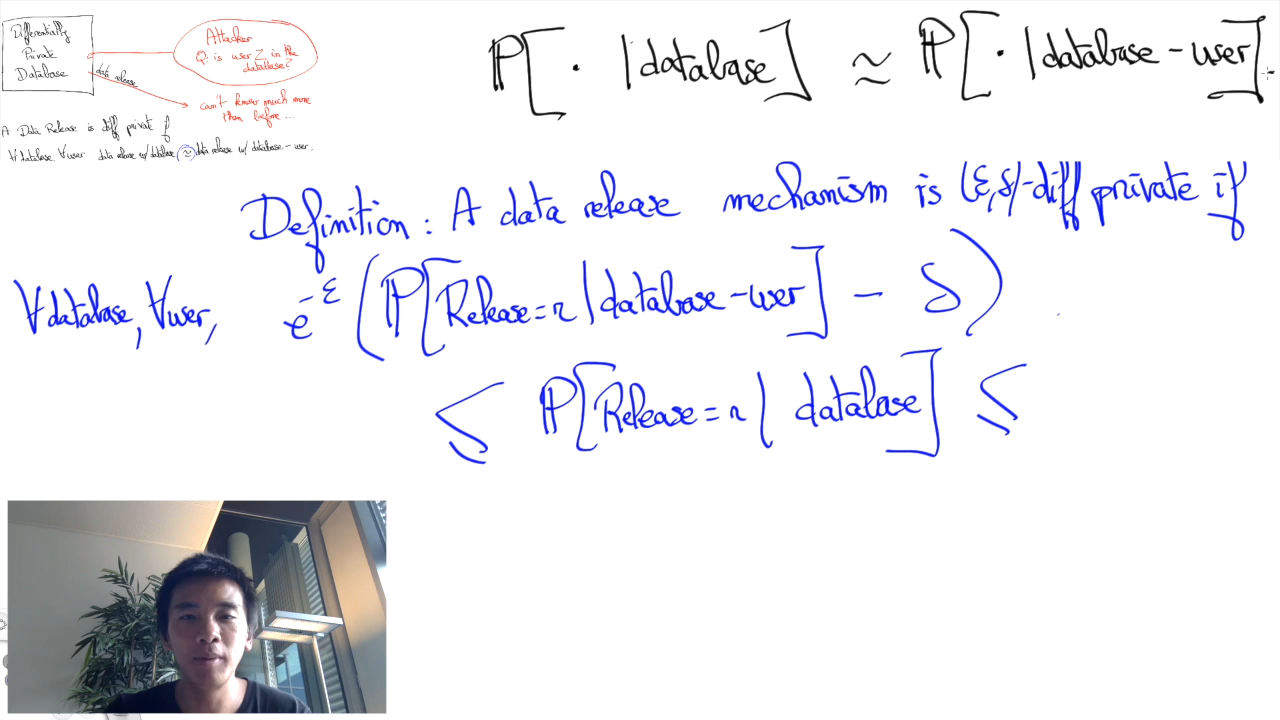 Differentially
Private
Database
data release
Attacker
Q: is user Z in the
database?
can't know much more
than before...
A Data Release is diff private if
∀database ∀user data release w/ database ≈ data release w/ database - user.
ℙ[ · | database] ≈ ℙ[ · | database - user].
Definition: A data release mechanism is (ε,δ)-diff private if
∀database, ∀user, e^{-ε} (ℙ[Release = r | database - user] - δ)
≤ ℙ[Release = r | database] ≤